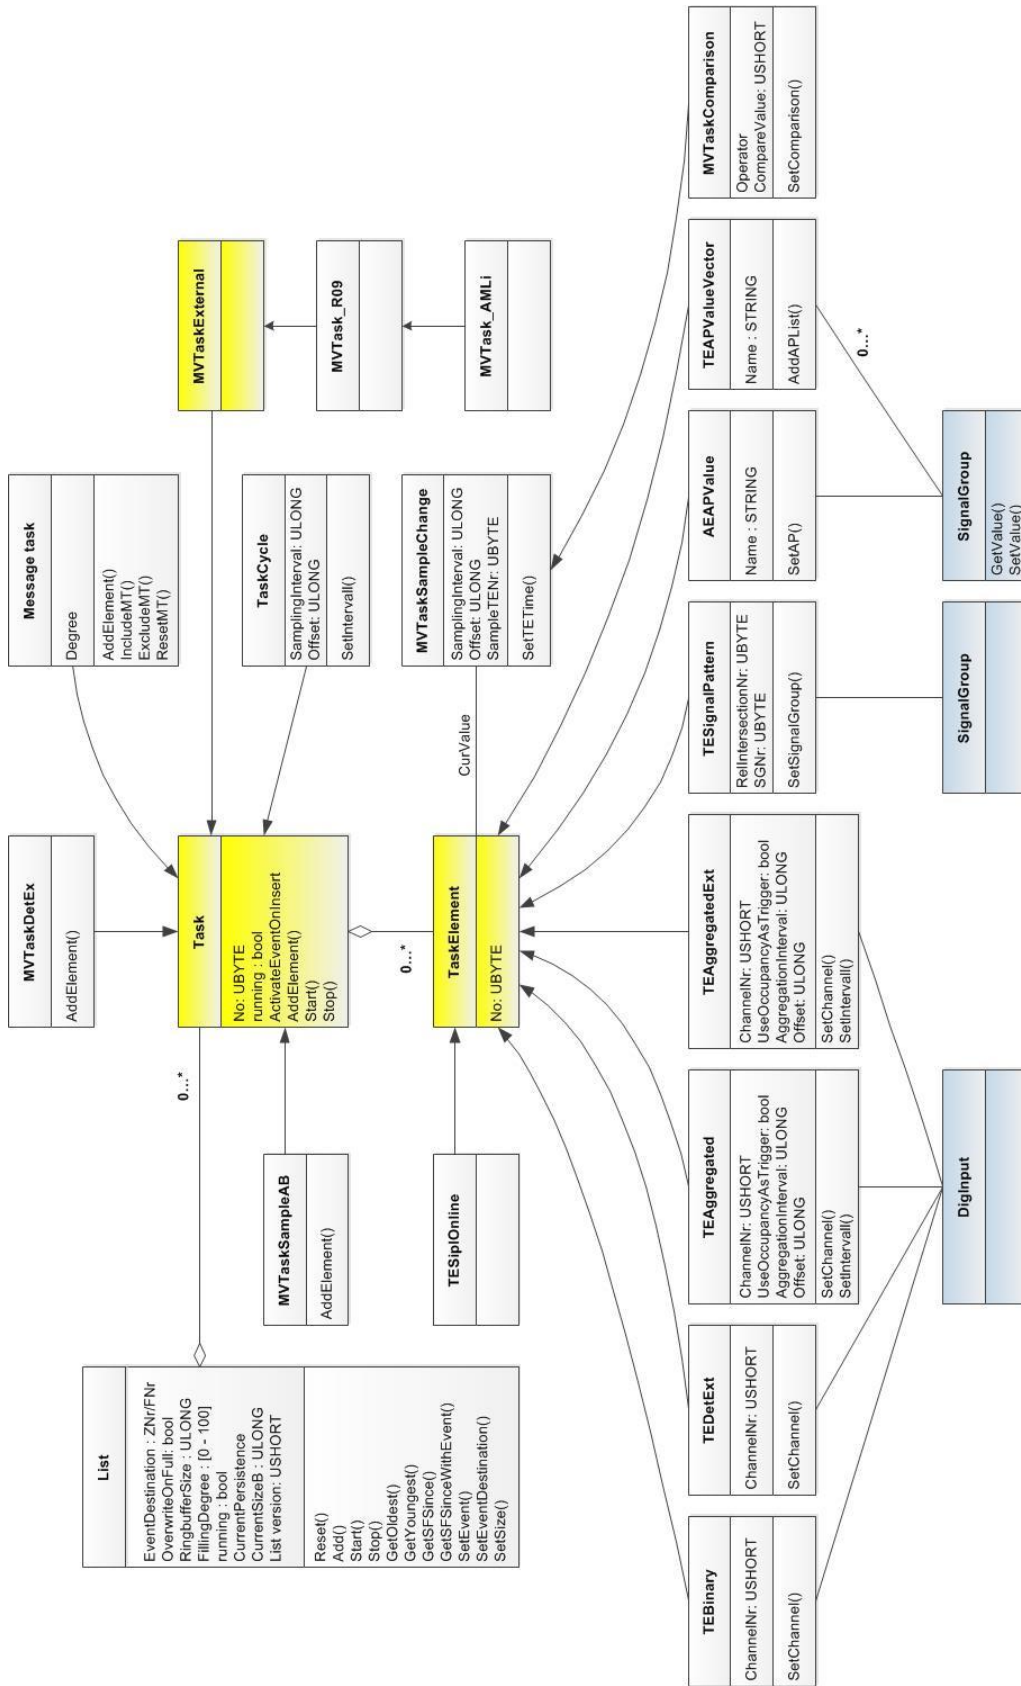 List
EventDestination : ZNr/FNr
OverwriteOnFull: bool
RingbufferSize : ULONG
FillingDegree : [0 - 100]
running : bool
CurrentPersistence
CurrentSizeB : ULONG
List version: USHORT
Reset()
Add()
Start()
Stop()
GetOldest()
GetYoungest()
GetSFSince()
GetSFSinceWithEvent()
SetEvent()
SetEventDestination()
SetSize()
0...*
MVTaskDetEx
AddElement()
Message task
Degree
AddElement()
IncludeMT()
ExcludeMT()
ResetMT()
Task
No: UBYTE
running : bool
ActivateEventOnInsert
AddElement()
Start()
Stop()
MVTaskExternal
MVTask_R09
MVTask_AMLi
MVTaskSampleAB
AddElement()
TaskCycle
SamplingInterval: ULONG
Offset: ULONG
SetIntervall()
0...*
TESiplOnline
TaskElement
No: UBYTE
CurValue
MVTaskSampleChange
SamplingInterval: ULONG
Offset: ULONG
SampleTENr: UBYTE
SetTETime()
TEBinary
ChannelNr: USHORT
SetChannel()
TEDetExt
ChannelNr: USHORT
SetChannel()
TEAggregated
ChannelNr: USHORT
UseOccupancyAsTrigger: bool
AggregationInterval: ULONG
Offset: ULONG
SetChannel()
SetIntervall()
TEAggregatedExt
ChannelNr: USHORT
UseOccupancyAsTrigger: bool
AggregationInterval: ULONG
Offset: ULONG
SetChannel()
SetIntervall()
TESignalPattern
RelIntersectionNr: UBYTE
SGNr: UBYTE
SetSignalGroup()
AEAPValue
Name : STRING
SetAP()
TEAPValueVector
Name : STRING
AddAPList()
MVTaskComparison
Operator
CompareValue: USHORT
SetComparison()
0...*
DigInput
SignalGroup
SignalGroup
GetValue()
SetValue()